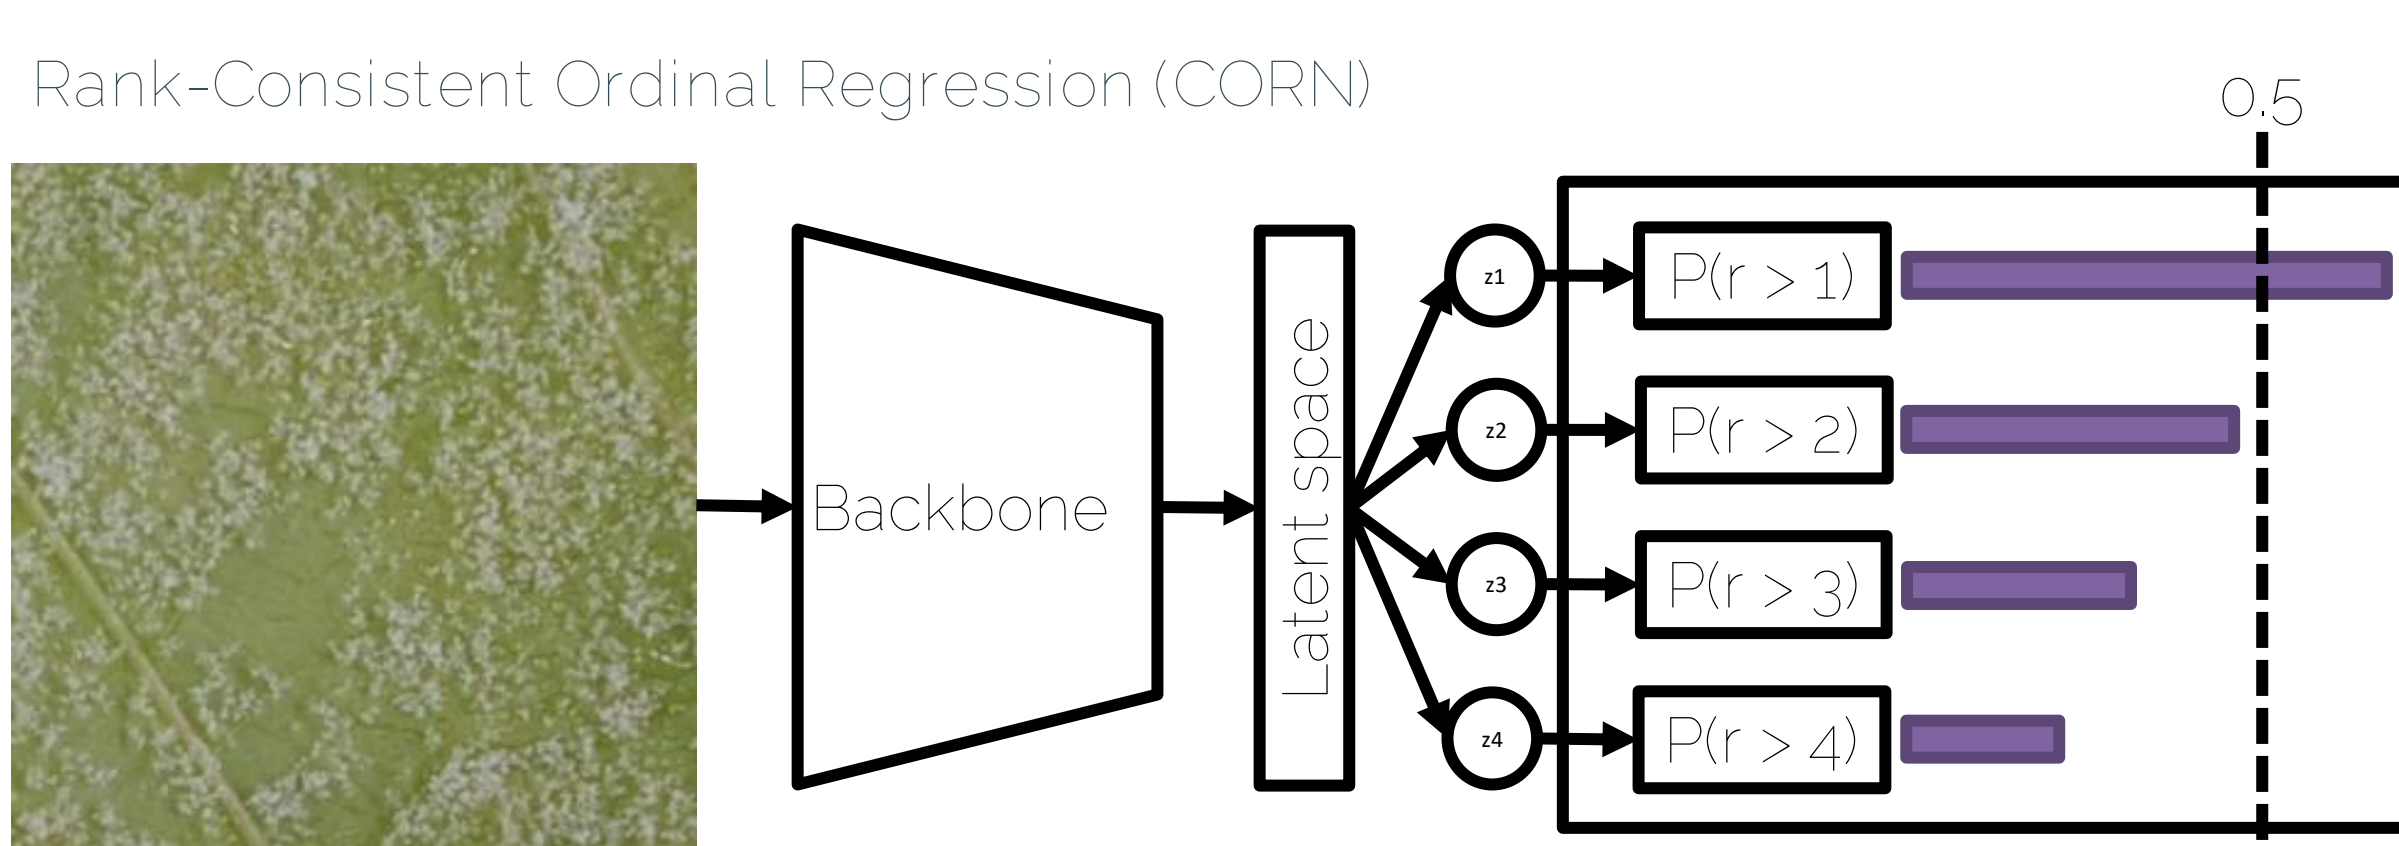 Rank-Consistent Ordinal Regression (CORN)
0.5
Backbone
Latent space
z1
P(r > 1)
z2
P(r > 2)
z3
P(r > 3)
z4
P(r > 4)